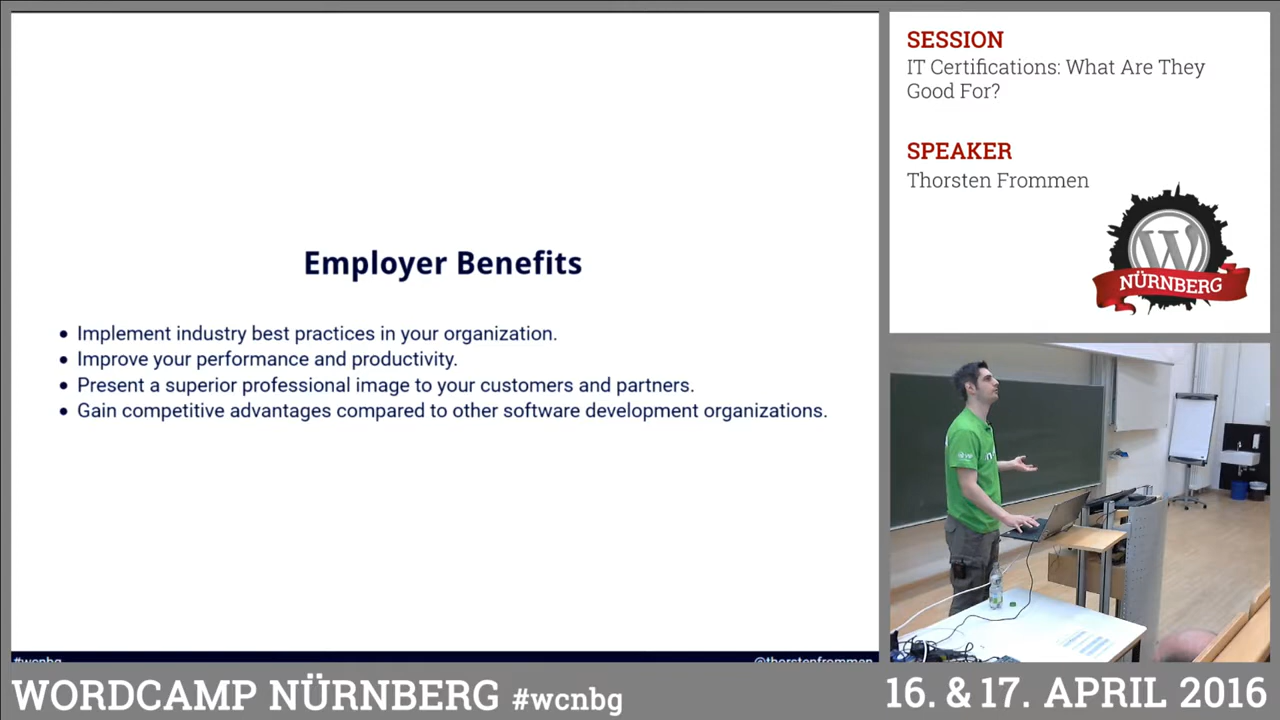 Employer Benefits
Implement industry best practices in your organization.
Improve your performance and productivity.
Present a superior professional image to your customers and partners.
Gain competitive advantages compared to other software development organizations.
#wcnbg
@thorstenfrommen
SESSION
IT Certifications: What Are They
Good For?
SPEAKER
Thorsten Frommen
NÜRNBERG
WORDCAMP NÜRNBERG #wcnbg
16. & 17. APRIL 2016